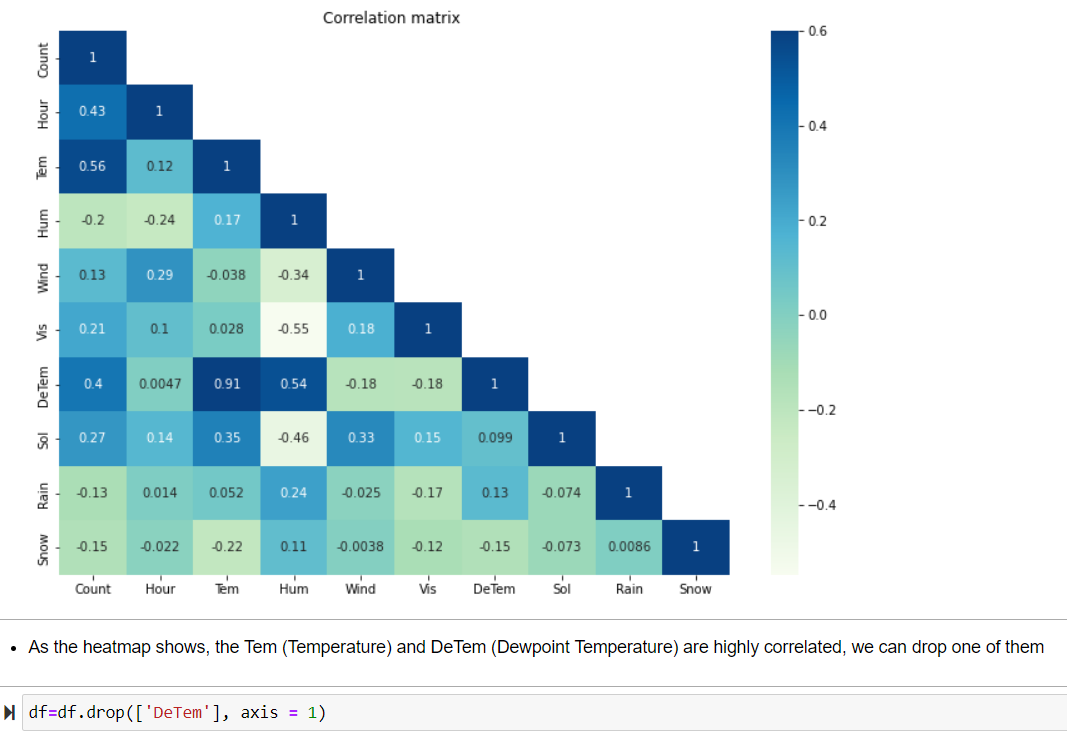 Correlation matrix
Count 1
Hour 0.43 1
Tem 0.56 0.12 1
Hum -0.2 -0.24 0.17 1
Wind 0.13 0.29 -0.038 -0.34 1
Vis 0.21 0.1 0.028 -0.55 0.18 1
DeTem 0.4 0.0047 0.91 0.54 -0.18 -0.18 1
Sol 0.27 0.14 0.35 -0.46 0.33 0.15 0.099 1
Rain -0.13 0.014 0.052 0.24 -0.025 -0.17 0.13 -0.074 1
Snow -0.15 -0.022 -0.22 0.11 -0.0038 -0.12 -0.15 -0.073 0.0086 1
Count Hour Tem Hum Wind Vis DeTem Sol Rain Snow
0.6
0.4
0.2
0.0
−0.2
−0.4
• As the heatmap shows, the Tem (Temperature) and DeTem (Dewpoint Temperature) are highly correlated, we can drop one of them
df=df.drop(['DeTem'], axis = 1)